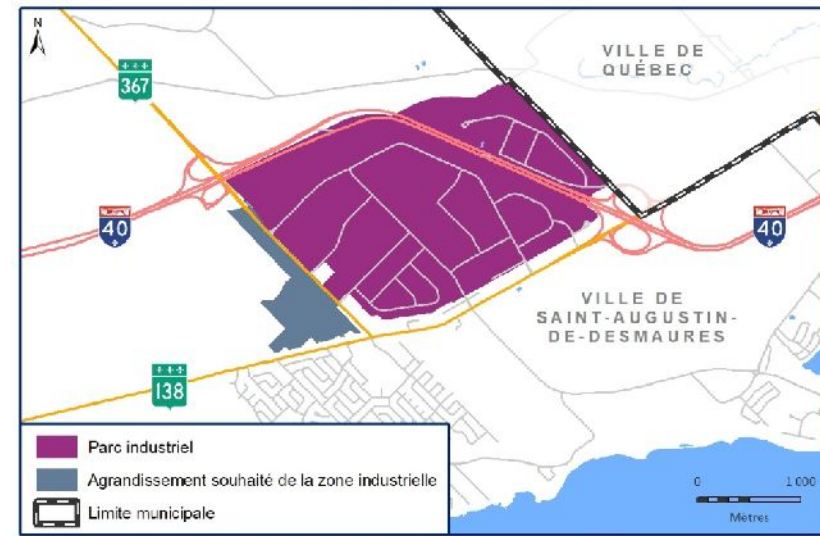 N
367
VILLE DE
QUÉBEC
40
40
VILLE DE
SAINT-AUGUSTIN-
DE-DESMAURES
138
Parc industriel
Agrandissement souhaité de la zone industrielle
Limite municipale
0 1 000
Mètres